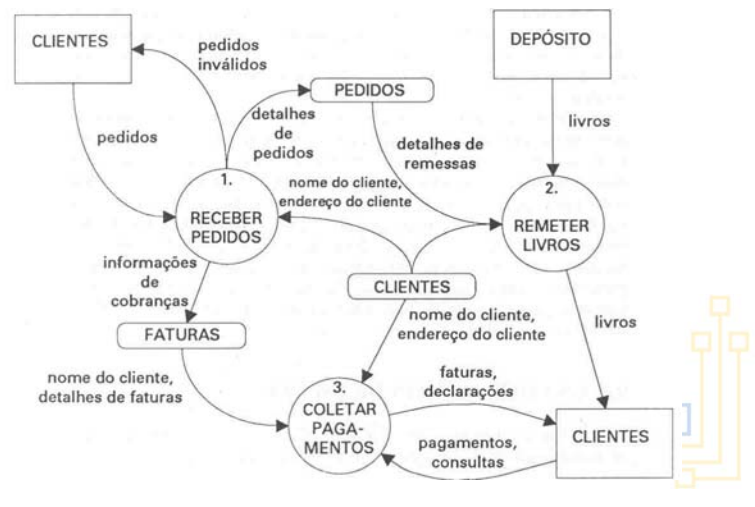 CLIENTES
pedidos
inválidos
DEPÓSITO
PEDIDOS
pedidos
detalhes
de
pedidos
livros
detalhes de
remessas
1.
RECEBER
PEDIDOS
nome do cliente,
endereço do cliente
2.
REMETER
LIVROS
informações
de
cobranças
CLIENTES
FATURAS
nome do cliente,
endereço do cliente
livros
nome do cliente,
detalhes de faturas
3.
COLETAR
PAGA-
MENTOS
faturas,
declarações
pagamentos,
consultas
CLIENTES